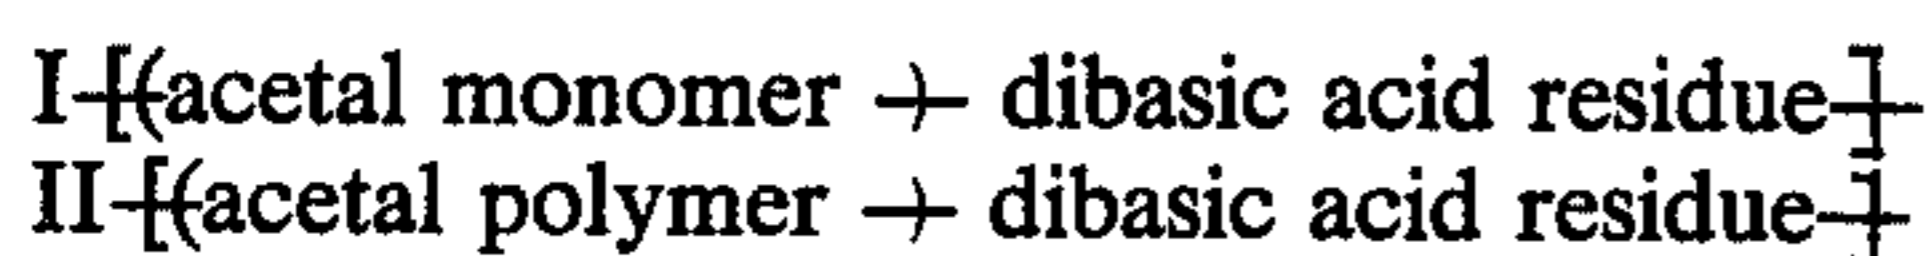 I-[-(acetal monomer-)-dibasic acid residue-]-
II-[-(acetal polymer-)-dibasic acid residue-]-